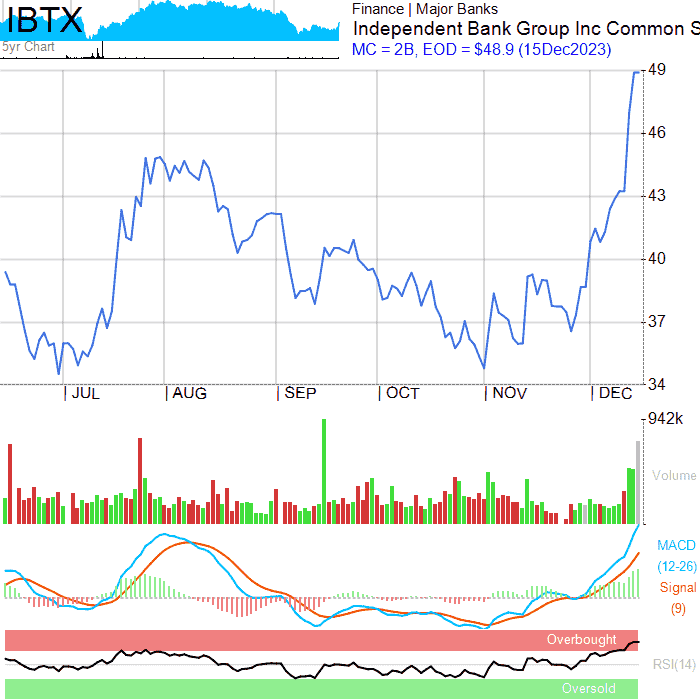 IBTX
5yr Chart
Finance | Major Banks
Independent Bank Group Inc Common S
MC = 2B, EOD = $48.9 (15Dec2023)
49
46
43
40
37
34
JUL AUG SEP OCT NOV DEC
942k
Volume
MACD
(12-26)
Signal
(9)
Overbought
RSI(14)
Oversold